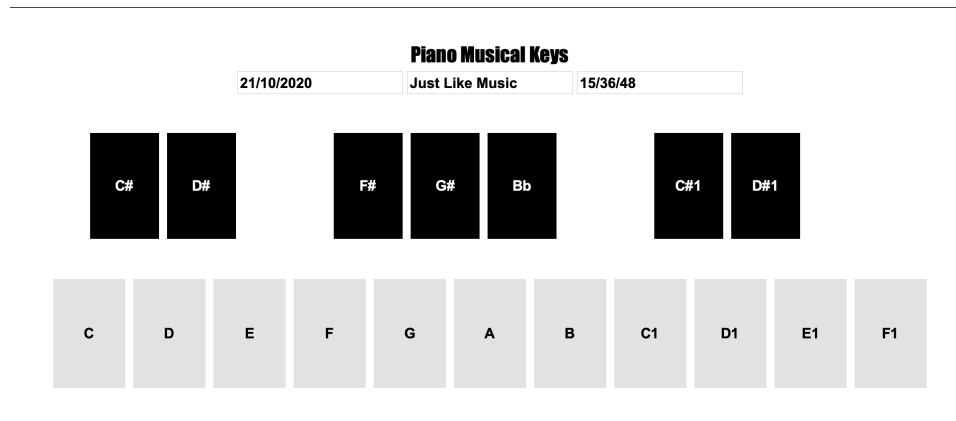 Piano Musical Keys
21/10/2020 Just Like Music 15/36/48
C# D# F# G# Bb C#1 D#1
C D E F G A B C1 D1 E1 F1